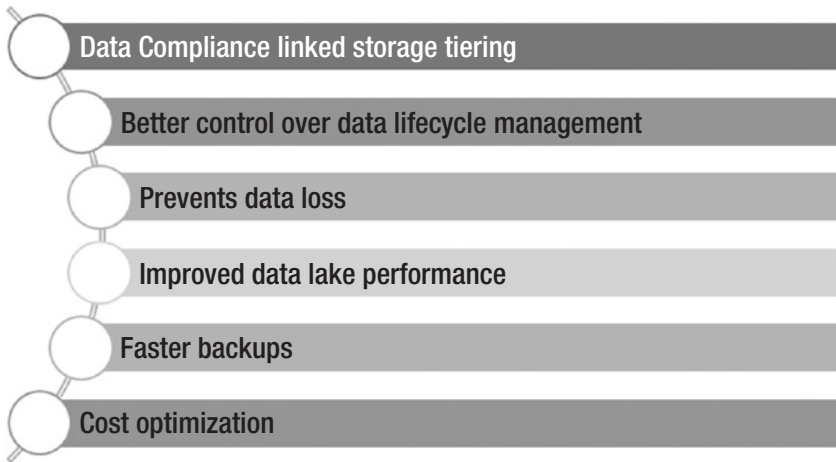 Data Compliance linked storage tiering
Better control over data lifecycle management
Prevents data loss
Improved data lake performance
Faster backups
Cost optimization